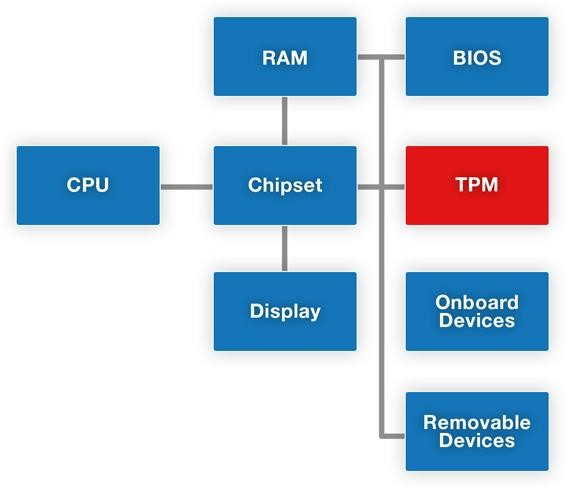 RAM
BIOS
CPU
Chipset
TPM
Display
Onboard
Devices
Removable
Devices